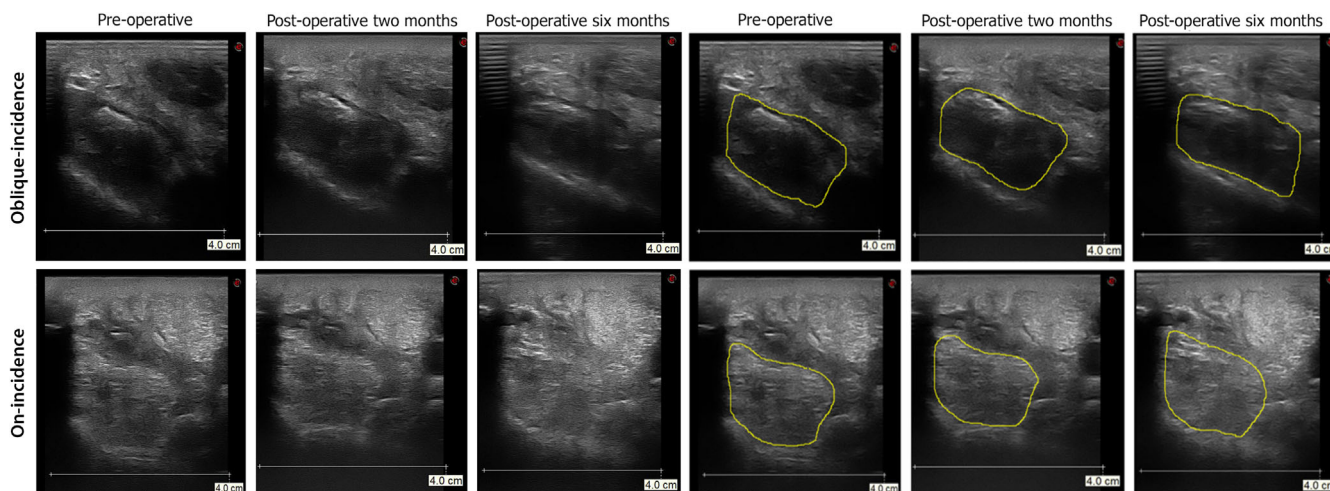 Pre-operative Post-operative two months Post-operative six months Pre-operative Post-operative two months Post-operative six months
Oblique-incidence
4.0 cm 4.0 cm 4.0 cm 4.0 cm 4.0 cm 4.0 cm
On-incidence
4.0 cm 4.0 cm 4.0 cm 4.0 cm 4.0 cm 4.0 cm